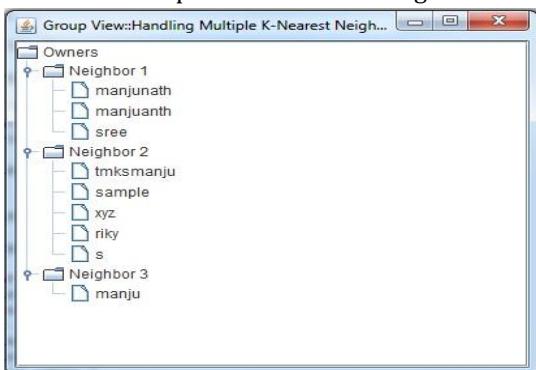 Group View::Handling Multiple K-Nearest Neigh...
Owners
Neighbor 1
manjunath
manjuanth
sree
Neighbor 2
tmksmanju
sample
xyz
riky
s
Neighbor 3
manju